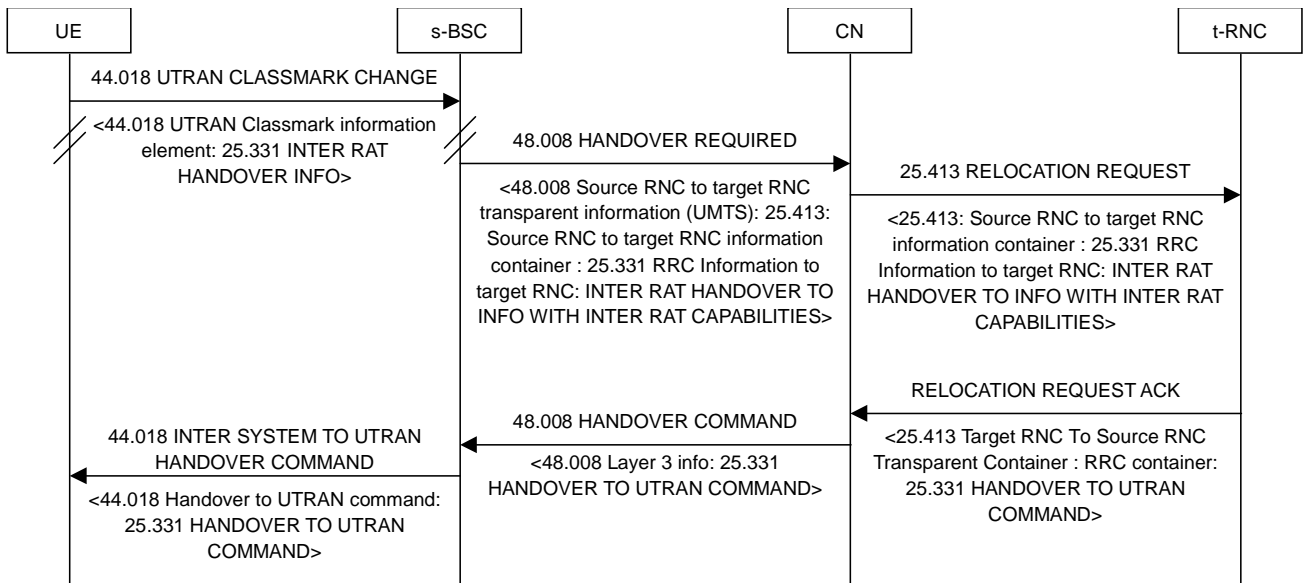 UE
s-BSC
CN
t-RNC
44.018 UTRAN CLASSMARK CHANGE
<44.018 UTRAN Classmark information
element: 25.331 INTER RAT
HANDOVER INFO>
48.008 HANDOVER REQUIRED
<48.008 Source RNC to target RNC
transparent information (UMTS): 25.413:
Source RNC to target RNC information
container : 25.331 RRC Information to
target RNC: INTER RAT HANDOVER TO
INFO WITH INTER RAT CAPABILITIES>
25.413 RELOCATION REQUEST
<25.413: Source RNC to target RNC
information container : 25.331 RRC
Information to target RNC: INTER RAT
HANDOVER TO INFO WITH INTER RAT
CAPABILITIES>
RELOCATION REQUEST ACK
<25.413 Target RNC To Source RNC
Transparent Container : RRC container:
25.331 HANDOVER TO UTRAN
COMMAND>
48.008 HANDOVER COMMAND
<48.008 Layer 3 info: 25.331
HANDOVER TO UTRAN COMMAND>
44.018 INTER SYSTEM TO UTRAN
HANDOVER COMMAND
<44.018 Handover to UTRAN command:
25.331 HANDOVER TO UTRAN
COMMAND>